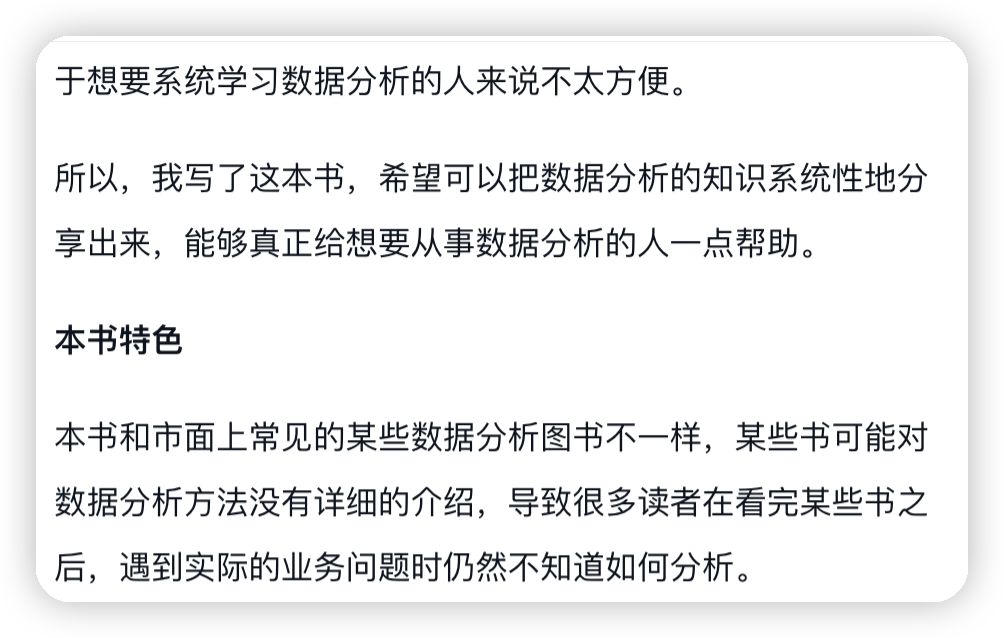 于想要系统学习数据分析的人来说不太方便。
所以，我写了这本书，希望可以把数据分析的知识系统性地分
享出来，能够真正给想要从事数据分析的人一点帮助。
本书特色
本书和市面上常见的某些数据分析图书不一样，某些书可能对
数据分析方法没有详细的介绍，导致很多读者在看完某些书之
后，遇到实际的业务问题时仍然不知道如何分析。